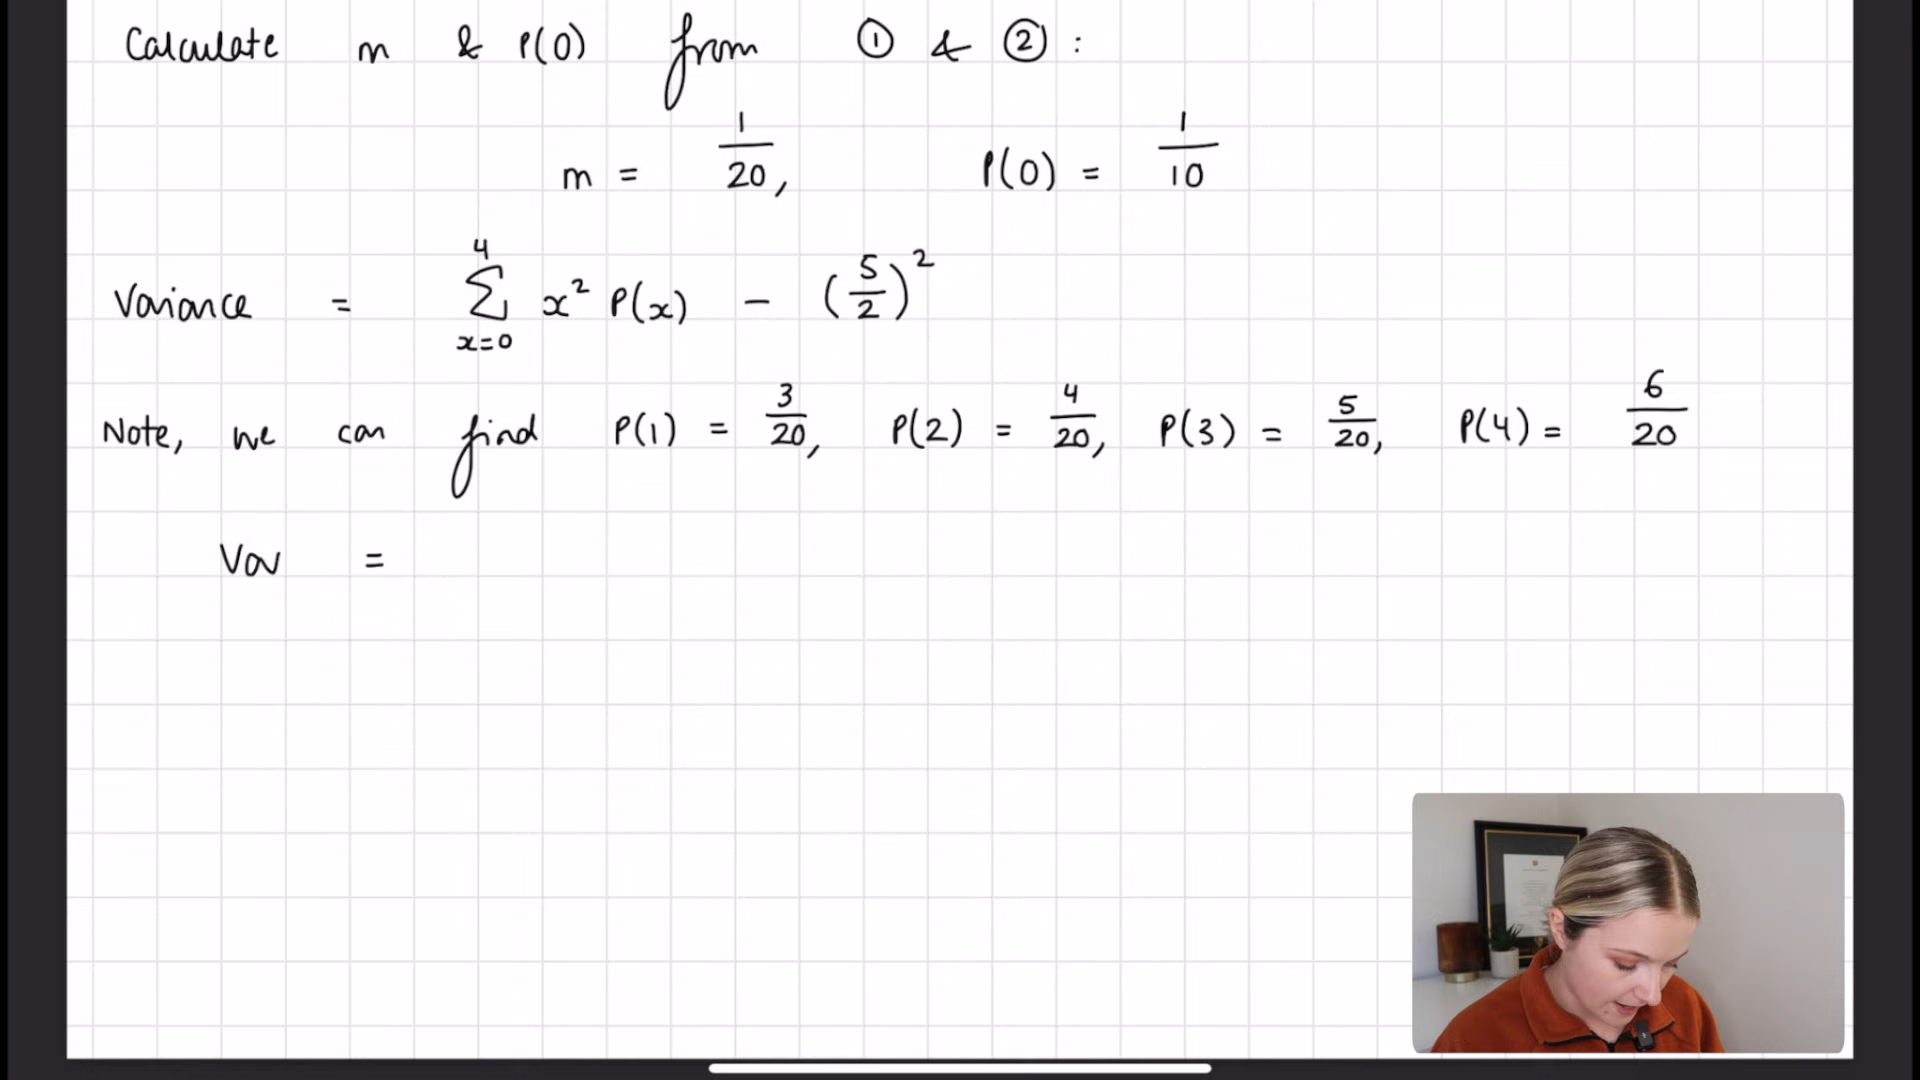 Calculate m & P(0) from ① & ② :
m = 1/20, P(0) = 1/10
Variance = ∑_{x=0}^{4} x² P(x) - (5/2)²
Note, we can find P(1) = 3/20, P(2) = 4/20, P(3) = 5/20, P(4) = 6/20
Var =